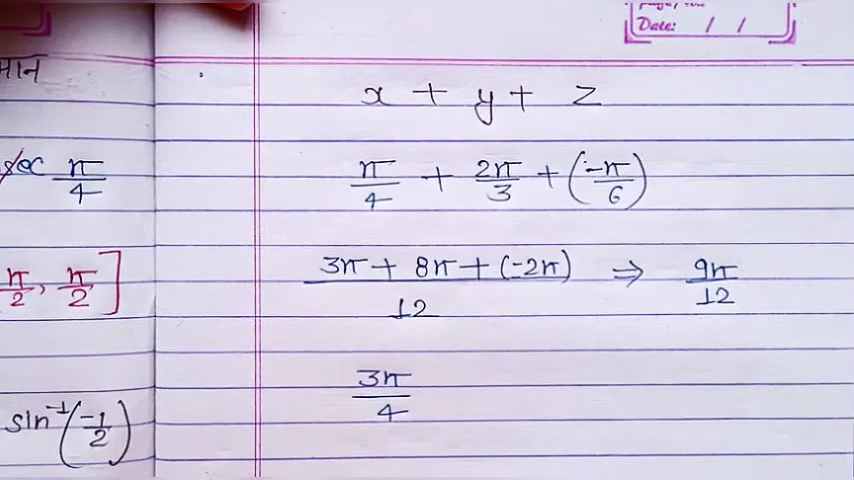 Date: / /
मान
sec π/4
π/2, π/2]
sin⁻¹(-1/2)
x + y + z
π/4 + 2π/3 + (-π/6)
3π + 8π + (-2π) / 12 ⇒ 9π/12
3π/4